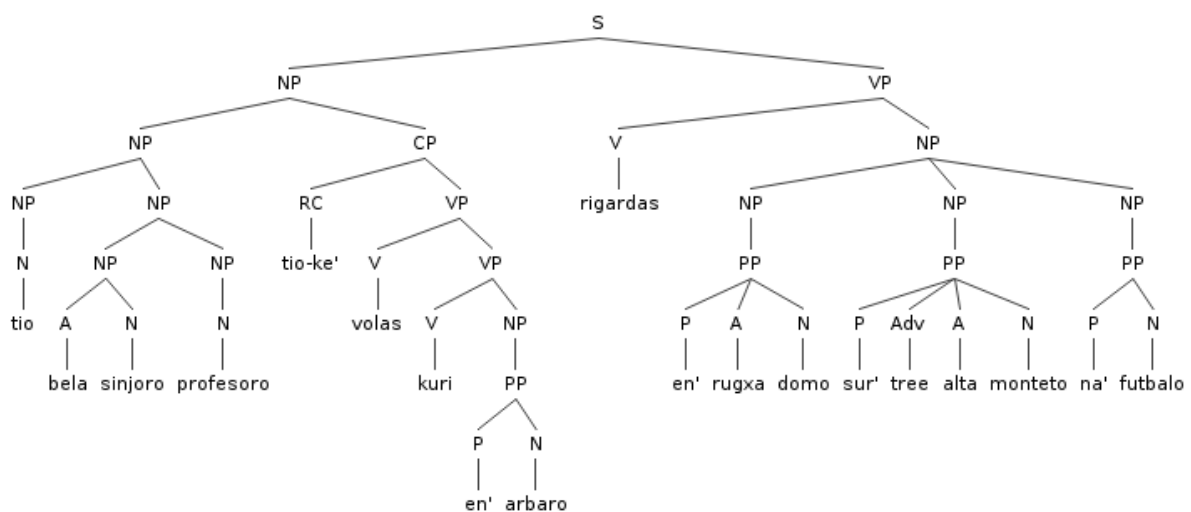 S
NP VP
NP CP V NP
NP NP RC VP rigardas NP NP NP
N NP NP tio-ke' V VP PP PP PP
tio A N N volas V NP P A N P Adv A N P N
bela sinjoro profesoro kuri PP en' rugxa domo sur' tree alta monteto na' futbalo
P N
en' arbaro